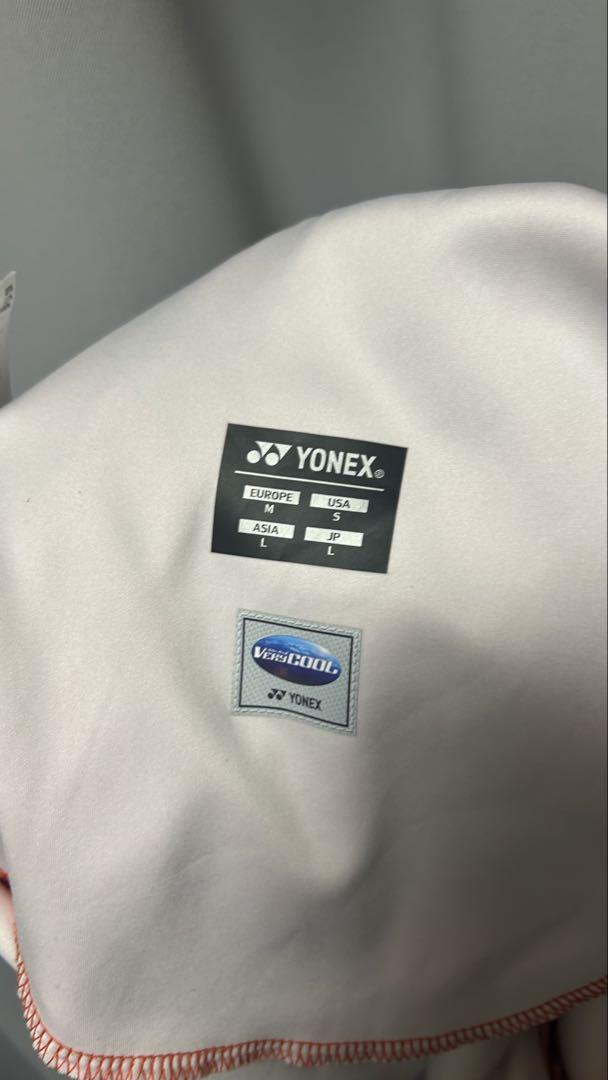 YONEX®
EUROPE USA
M S
ASIA JP
L L
VERYCOOL
YONEX